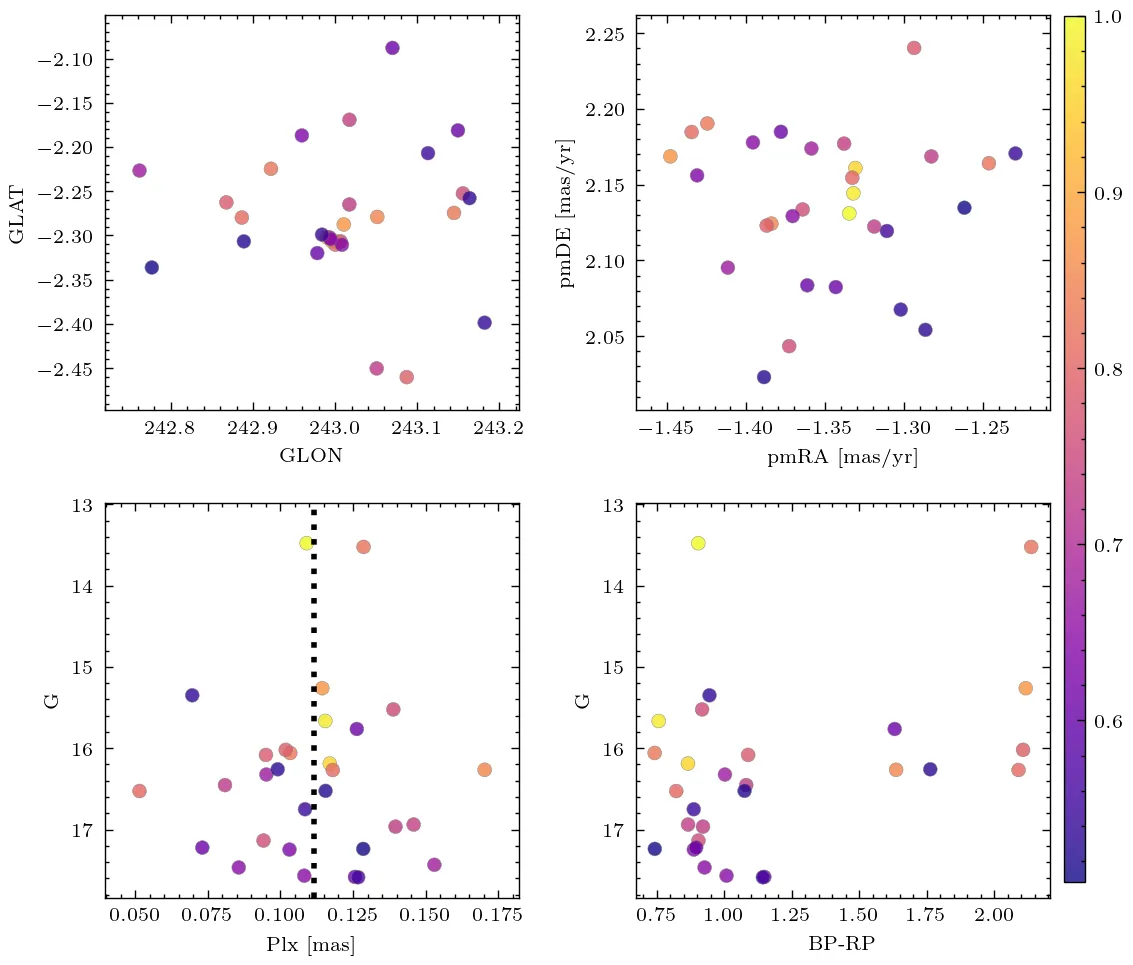 −2.10
−2.15
−2.20
−2.25
−2.30
−2.35
−2.40
−2.45
GLAT
242.8 242.9 243.0 243.1 243.2
GLON
2.25
2.20
2.15
2.10
2.05
pmDE [mas/yr]
−1.45 −1.40 −1.35 −1.30 −1.25
pmRA [mas/yr]
1.0
0.9
0.8
0.7
0.6
13
14
15
16
17
G
0.050 0.075 0.100 0.125 0.150 0.175
Plx [mas]
13
14
15
16
17
G
0.75 1.00 1.25 1.50 1.75 2.00
BP-RP